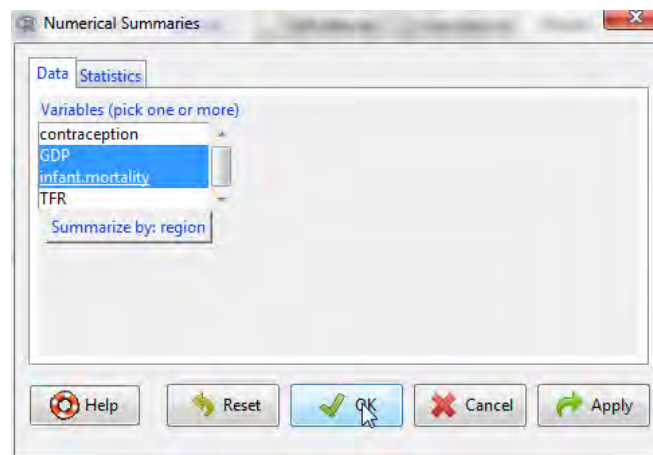 Numerical Summaries
Data Statistics
Variables (pick one or more)
contraception
GDP
infant.mortality
TFR
Summarize by: region
Help Reset OK Cancel Apply